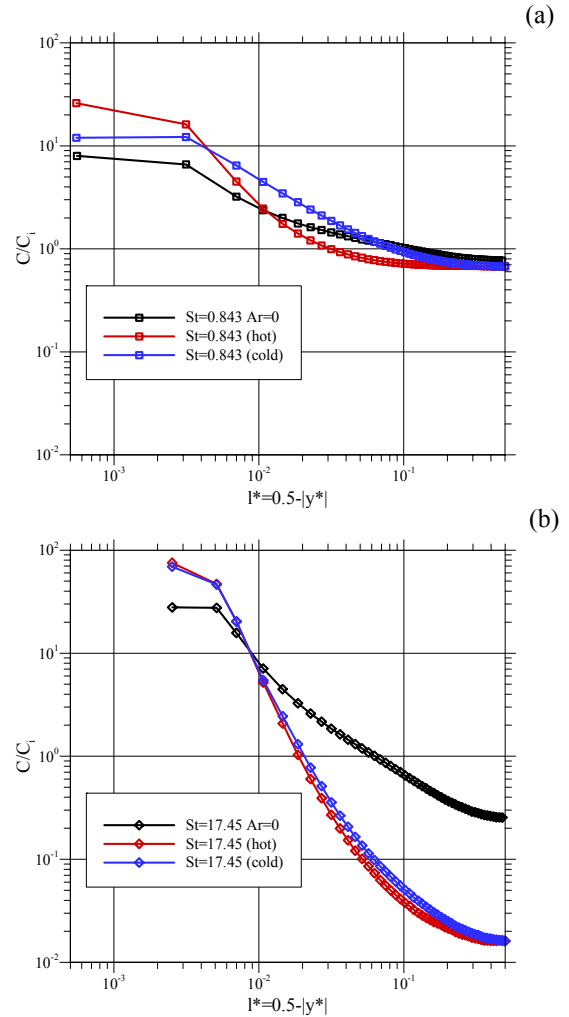 (a)
10²
10¹
10⁰
10⁻¹
10⁻²
C/Cᵢ
St=0.843 Ar=0
St=0.843 (hot)
St=0.843 (cold)
10⁻³
10⁻²
10⁻¹
l*=0.5-|y*|
(b)
10²
10¹
10⁰
10⁻¹
10⁻²
C/Cᵢ
St=17.45 Ar=0
St=17.45 (hot)
St=17.45 (cold)
10⁻³
10⁻²
10⁻¹
l*=0.5-|y*|